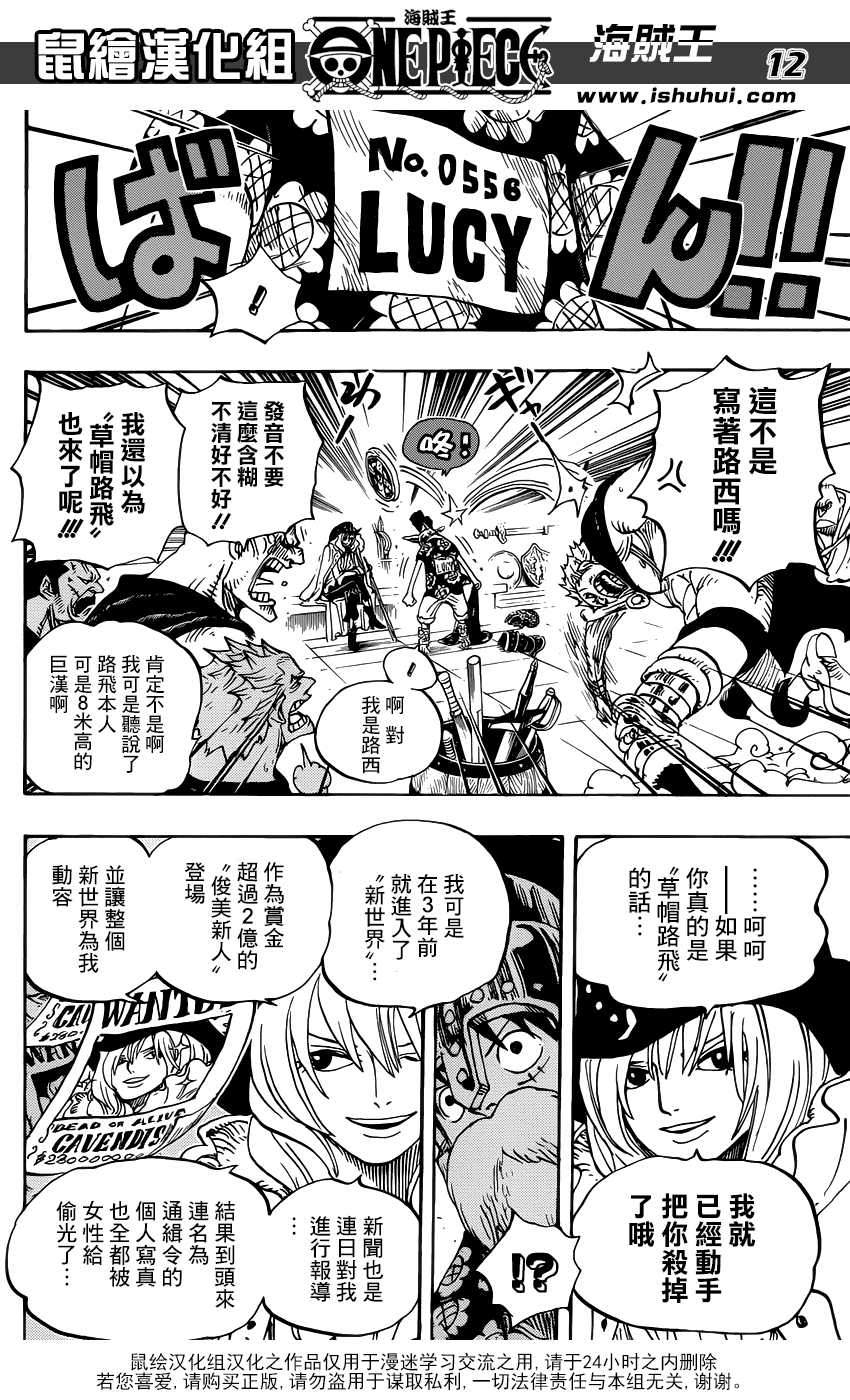 鼠繪漢化組
海賊王
ONE PIECE
海賊王
12
www.ishuhui.com
ばん!!
No. 0556
LUCY
!
這不是
寫著路西嗎!!!
ギャ
わ
咚!
發音不要
這麼含糊
不清好不好!!
我還以為
〝草帽路飛〞
也來了呢!!!
啊 對
我是路西
肯定不是啊
我可是聽說了
路飛本人
可是8米高的
巨漢啊
……呵呵
——如果
你真的是
〝草帽路飛〞
的話…
我就
已經動手
把你殺掉
了哦
!?
我可是
在3年前
就進入了
〝新世界〞…
作為賞金
超過2億的
〝俊美新人〞
登場
並讓整個
新世界為我
動容
WANTED
CAV
$280
WAN
DEAD OR ALIVE
CAVENDIS
$280000000
新聞也是
連日對我
進行報導
…
結果到頭來
連名為
通緝令的
個人寫真
也全都被
女性給
偷光了…
鼠绘汉化组汉化之作品仅用于漫迷学习交流之用, 请于24小时之内删除
若您喜爱, 请购买正版, 请勿盗用于谋取私利, 一切法律责任与本组无关, 谢谢。